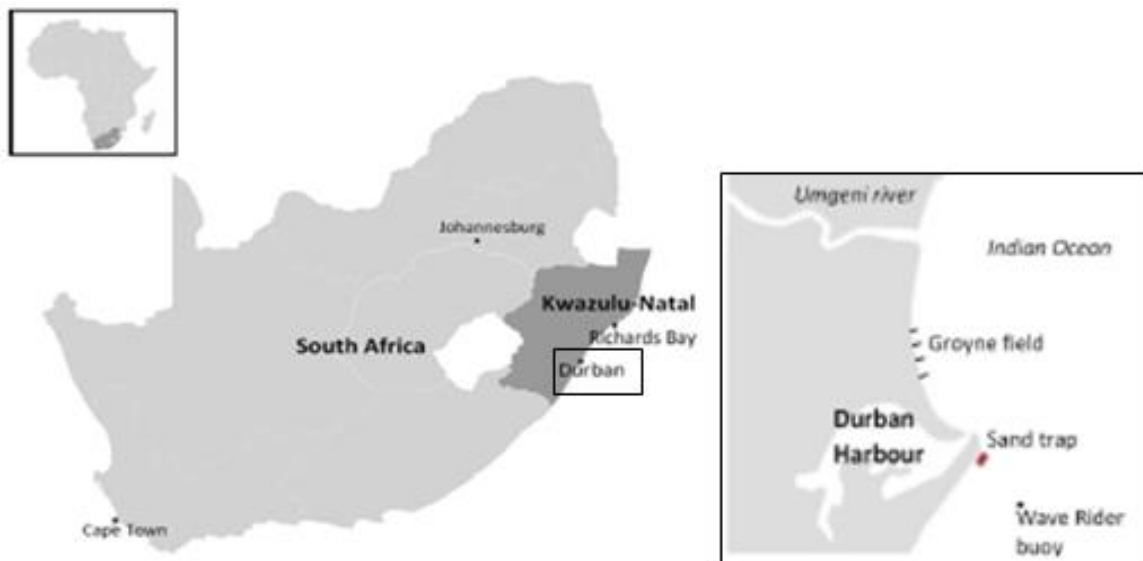 Johannesburg
Kwazulu-Natal
Richards Bay
South Africa
Durban
Cape Town
Umgeni river
Indian Ocean
Groyne field
Durban
Harbour
Sand trap
Wave Rider
buoy